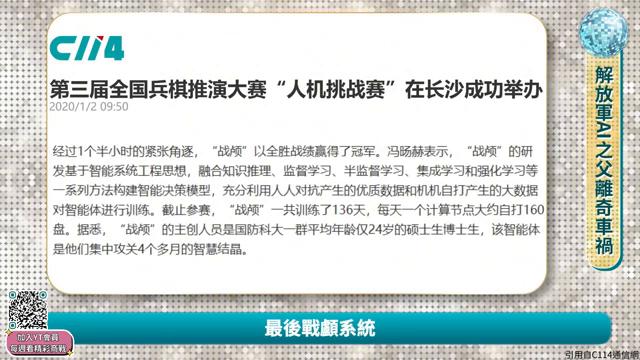 C114
第三届全国兵棋推演大赛“人机挑战赛”在长沙成功举办
2020/1/2 09:50
经过1个半小时的紧张角逐，“战颅”以全胜战绩赢得了冠军。冯旸赫表示，“战颅”的研
发基于智能系统工程思想，融合知识推理、监督学习、半监督学习、集成学习和强化学习等
一系列方法构建智能决策模型，充分利用人人对抗产生的优质数据和机机自打产生的大数据
对智能体进行训练。截止参赛，“战颅”一共训练了136天，每天一个计算节点大约自打160
盘。据悉，“战颅”的主创人员是国防科大一群平均年龄仅24岁的硕士生博士生，该智能体
是他们集中攻关4个多月的智慧结晶。
解放軍AI之父離奇車禍
加入YT會員
每週看精彩商戰
最後戰顱系統
引用自C114通信網